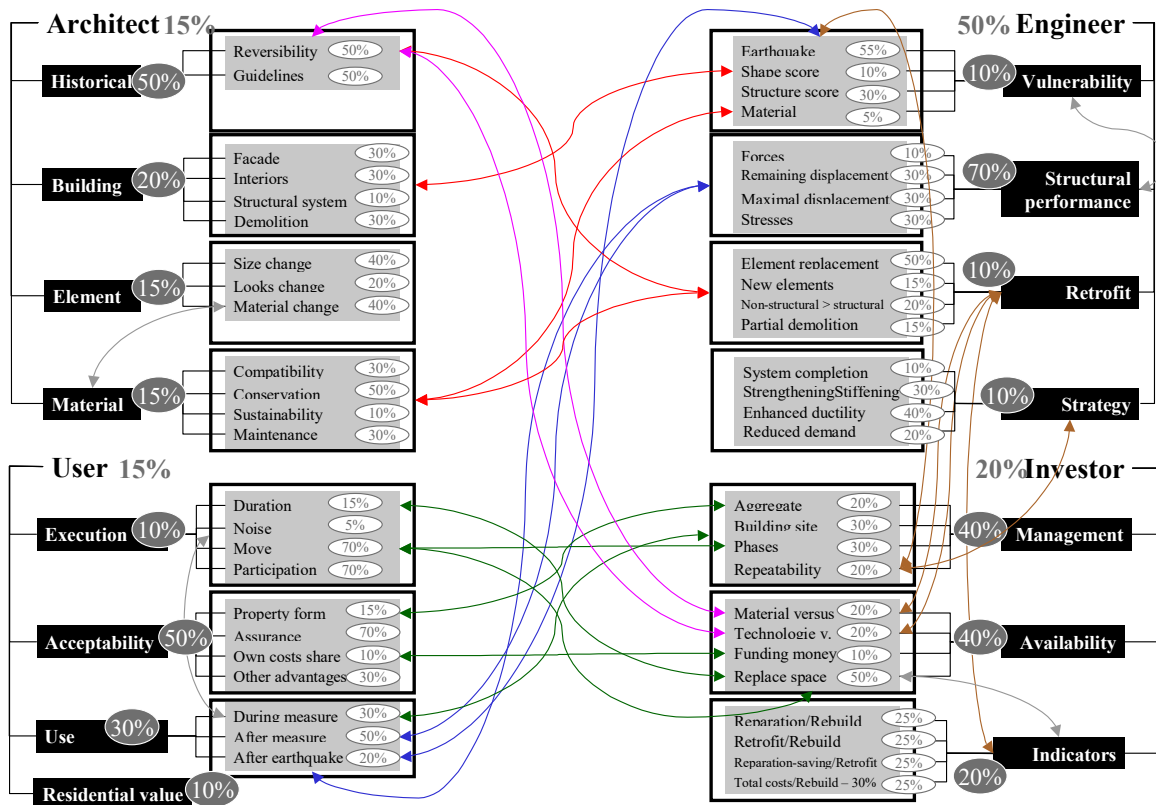 Architect 15%
Historical 50%
Reversibility 50%
Guidelines 50%
Building 20%
Facade 30%
Interiors 30%
Structural system 10%
Demolition 30%
Element 15%
Size change 40%
Looks change 20%
Material change 40%
Material 15%
Compatibility 30%
Conservation 50%
Sustainability 10%
Maintenance 30%
50% Engineer
Earthquake 55%
Shape score 10%
Structure score 30%
Material 5%
10% Vulnerability
Forces 10%
Remaining displacement 30%
Maximal displacement 30%
Stresses 30%
70% Structural
performance
Element replacement 50%
New elements 15%
Non-structural > structural 20%
Partial demolition 15%
10% Retrofit
System completion 10%
StrengtheningStiffening 30%
Enhanced ductility 40%
Reduced demand 20%
10% Strategy
User 15%
Execution 10%
Duration 15%
Noise 5%
Move 70%
Participation 70%
Acceptability 50%
Property form 15%
Assurance 70%
Own costs share 10%
Other advantages 30%
Use 30%
During measure 30%
After measure 50%
After earthquake 20%
Residential value 10%
20% Investor
Aggregate 20%
Building site 30%
Phases 30%
Repeatability 20%
40% Management
Material versus 20%
Technologie v. 20%
Funding money 10%
Replace space 50%
40% Availability
Reparation/Rebuild 25%
Retrofit/Rebuild 25%
Reparation-saving/Retrofit 25%
Total costs/Rebuild – 30% 25%
Indicators
20%